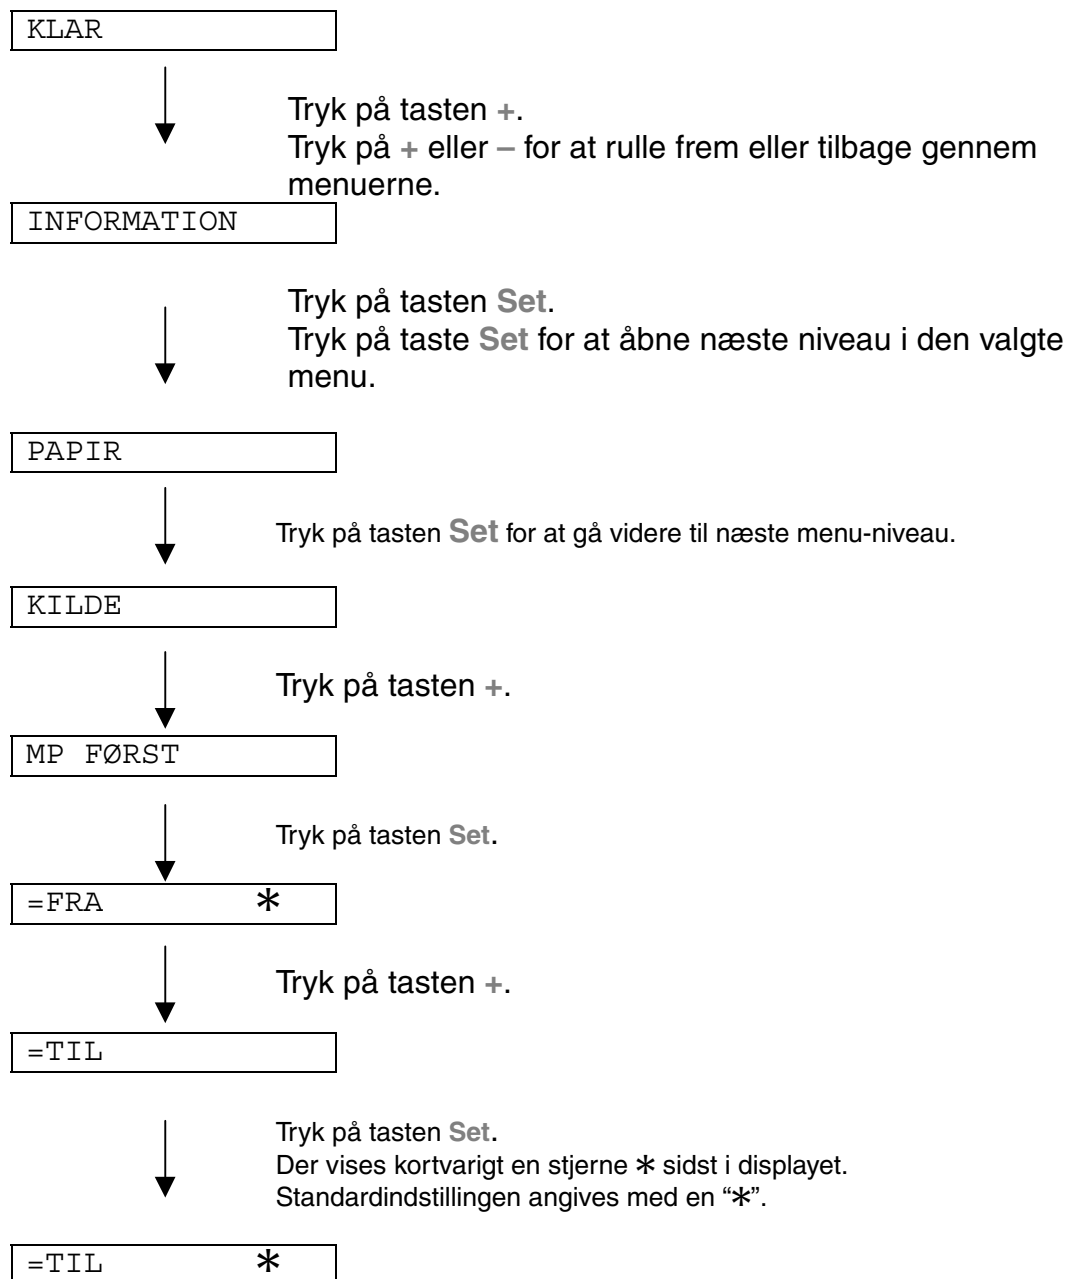 KLAR
Tryk på tasten +.
Tryk på + eller – for at rulle frem eller tilbage gennem
menuerne.
INFORMATION
Tryk på tasten Set.
Tryk på taste Set for at åbne næste niveau i den valgte
menu.
PAPIR
Tryk på tasten Set for at gå videre til næste menu-niveau.
KILDE
Tryk på tasten +.
MP FØRST
Tryk på tasten Set.
=FRA *
Tryk på tasten +.
=TIL
Tryk på tasten Set.
Der vises kortvarigt en stjerne * sidst i displayet.
Standardindstillingen angives med en “*”.
=TIL *